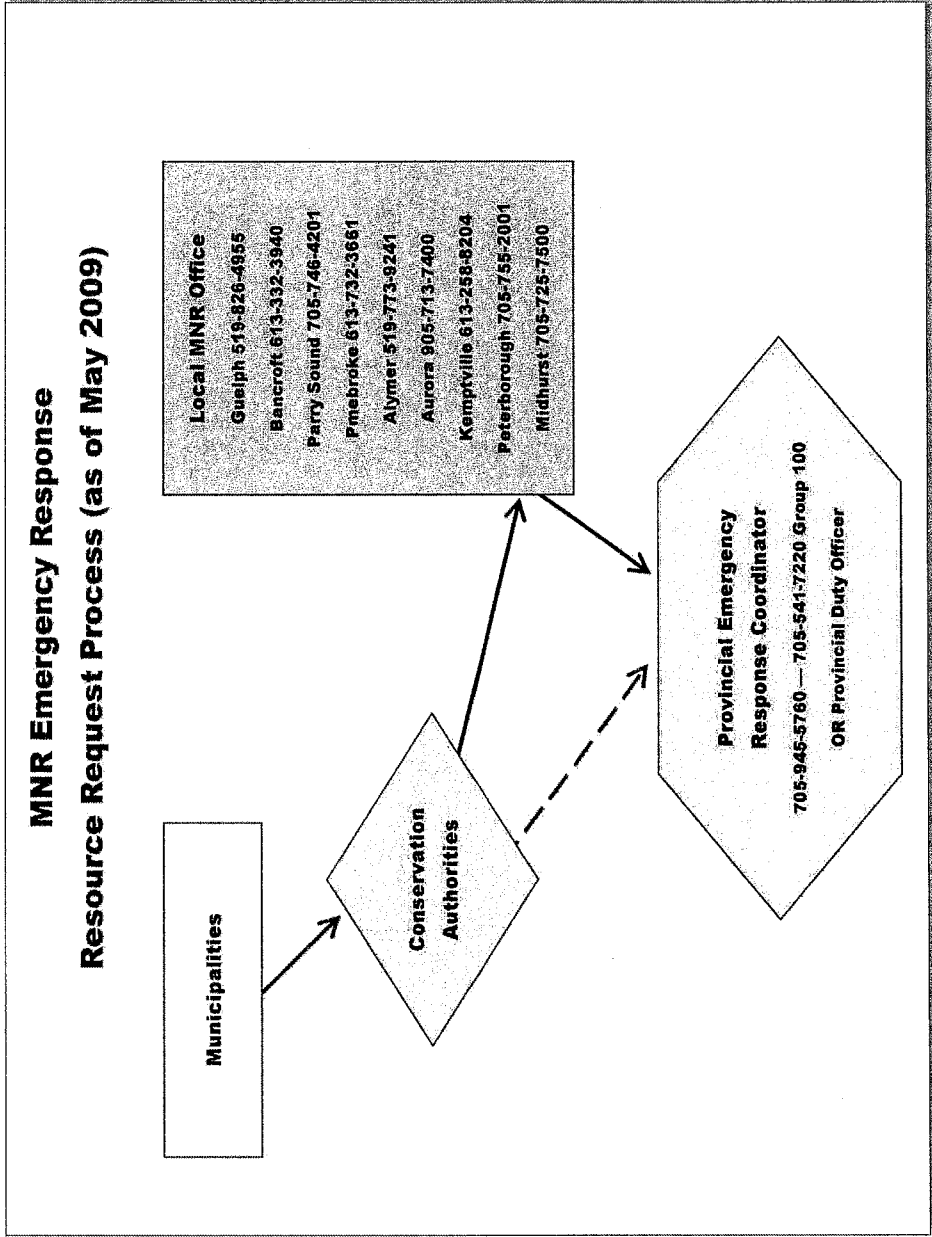 MNR Emergency Response
Resource Request Process (as of May 2009)
Municipalities
Conservation
Authorities
Local MNR Office
Guelph 519-826-4955
Bancroft 613-332-3940
Parry Sound 705-746-4201
Pmebroke 613-732-3661
Alymer 519-773-9241
Aurora 905-713-7400
Kemptville 613-258-8204
Peterborough 705-755-2001
Midhurst 705-725-7500
Provincial Emergency
Response Coordinator
705-945-5760 — 705-541-7220 Group 100
OR Provincial Duty Officer